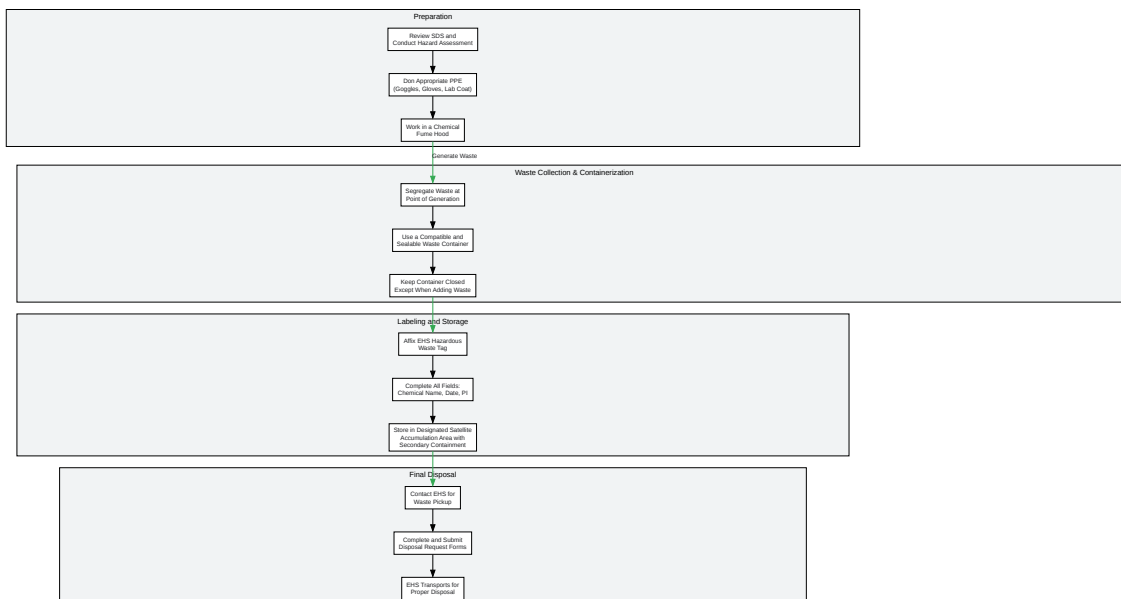 Preparation
Review SDS and
Conduct Hazard Assessment
Don Appropriate PPE
(Goggles, Gloves, Lab Coat)
Work in a Chemical
Fume Hood
Generate Waste
Waste Collection & Containerization
Segregate Waste at
Point of Generation
Use a Compatible and
Sealable Waste Container
Keep Container Closed
Except When Adding Waste
Labeling and Storage
Affix EHS Hazardous
Waste Tag
Complete All Fields:
Chemical Name, Date, PI
Store in Designated Satellite
Accumulation Area with
Secondary Containment
Final Disposal
Contact EHS for
Waste Pickup
Complete and Submit
Disposal Request Forms
EHS Transports for
Proper Disposal